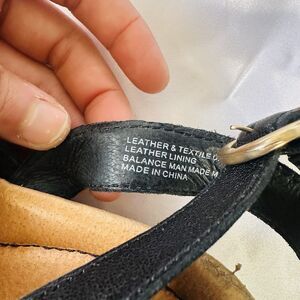 LEATHER & TEXTILE
LEATHER LINING
BALANCE MAN MADE M
MADE IN CHINA